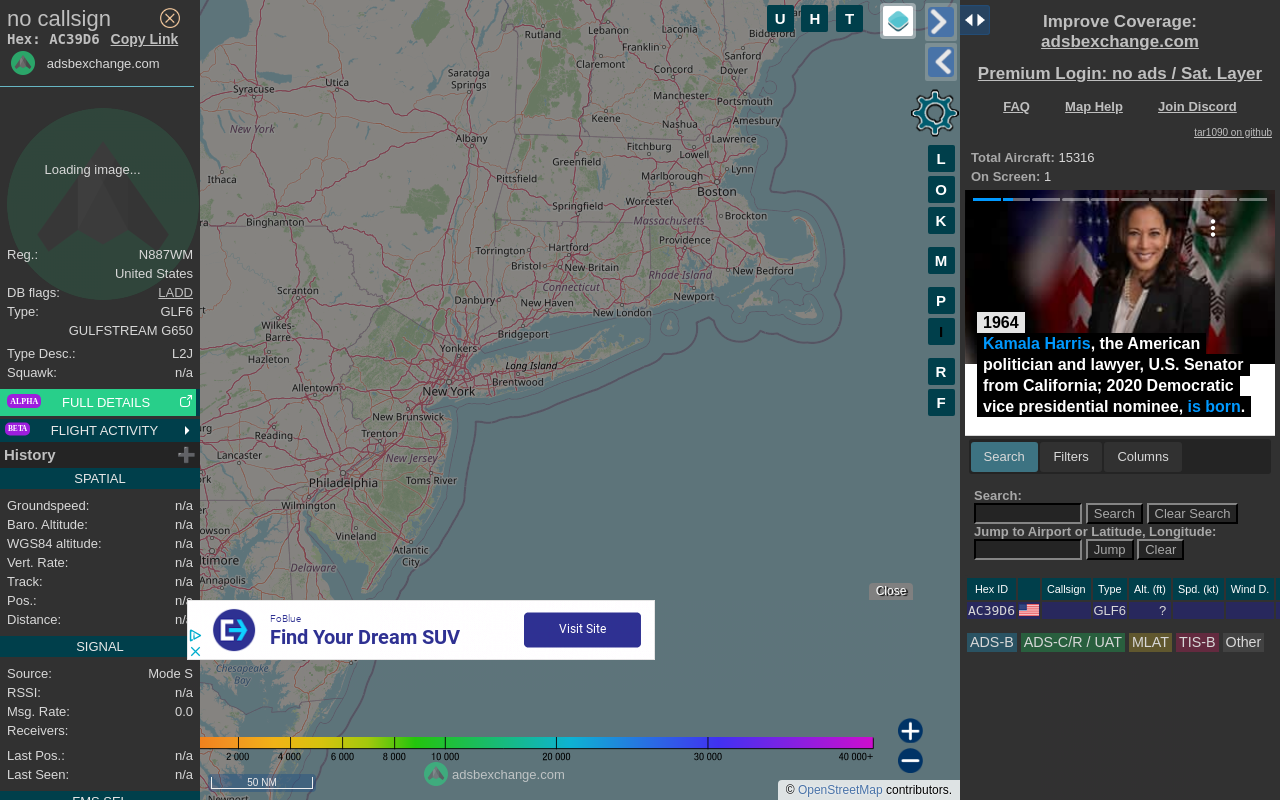 no callsign
Hex: AC39D6 Copy Link
adsbexchange.com
Loading image...
Reg.: N887WM
United States
DB flags: LADD
Type: GLF6
GULFSTREAM G650
Type Desc.: L2J
Squawk: n/a
ALPHA FULL DETAILS
BETA FLIGHT ACTIVITY
History
SPATIAL
Groundspeed: n/a
Baro. Altitude: n/a
WGS84 altitude: n/a
Vert. Rate: n/a
Track: n/a
Pos.: n/a
Distance: n/a
SIGNAL
Source: Mode S
RSSI: n/a
Msg. Rate: 0.0
Receivers:
Last Pos.: n/a
Last Seen: n/a
U H T
L
O
K
M
P
I
R
F
Rutland
Lebanon
Laconia
Franklin
Biddeford
Sanford
Claremont
Dover
Concord
Utica
Saratoga
Springs
Syracuse
Manchester
Portsmouth
Keene
Amesbury
Nashua
New York
Albany
Lawrence
Fitchburg
Lowell
Greenfield
Lynn
Ithaca
Pittsfield
Marlborough
Boston
Worcester
Springfield
Massachusetts
Brockton
Binghamton
Hartford
Providence
Torrington
Bristol
New Britain
New Bedford
Rhode Island
Connecticut
Scranton
Danbury
New Haven
Newport
New London
Wilkes-
Barre
Bridgeport
Yonkers
Hazleton
Long Island
Brentwood
Allentown
New York
New Brunswick
Reading
Trenton
Lancaster
New Jersey
Toms River
Philadelphia
Wilmington
Vineland
Atlantic
City
Annapolis
Delaware
Chesapeake
Bay
Close
FoBlue
Find Your Dream SUV
Visit Site
2 000 4 000 6 000 8 000 10 000 20 000 30 000 40 000+
50 NM
adsbexchange.com
© OpenStreetMap contributors.
Improve Coverage:
adsbexchange.com
Premium Login: no ads / Sat. Layer
FAQ Map Help Join Discord
tar1090 on github
Total Aircraft: 15316
On Screen: 1
1964
Kamala Harris, the American
politician and lawyer, U.S. Senator
from California; 2020 Democratic
vice presidential nominee, is born.
Search Filters Columns
Search:
Search Clear Search
Jump to Airport or Latitude, Longitude:
Jump Clear
Hex ID Callsign Type Alt. (ft) Spd. (kt) Wind D.
AC39D6 GLF6 ?
ADS-B ADS-C/R / UAT MLAT TIS-B Other